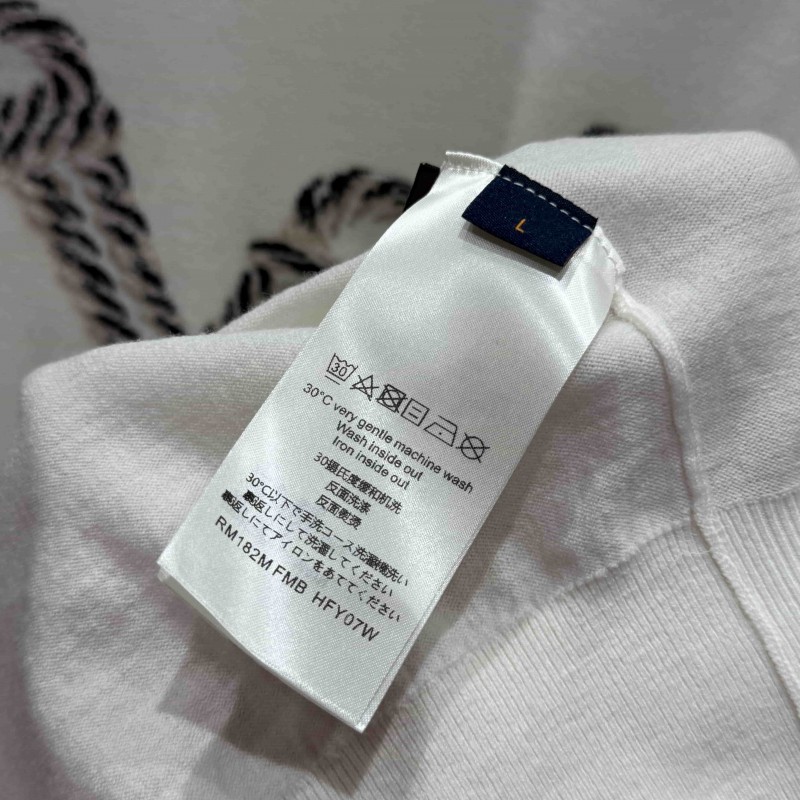 L
30
30°C very gentle machine wash
Wash inside out
Iron inside out
30摄氏度缓和机洗
反面洗涤
反面熨烫
30℃以下で手洗コース洗濯機洗い
裏返しにして洗濯してください
裏返しにてアイロンをあててください
RM182M FMB HFY07W